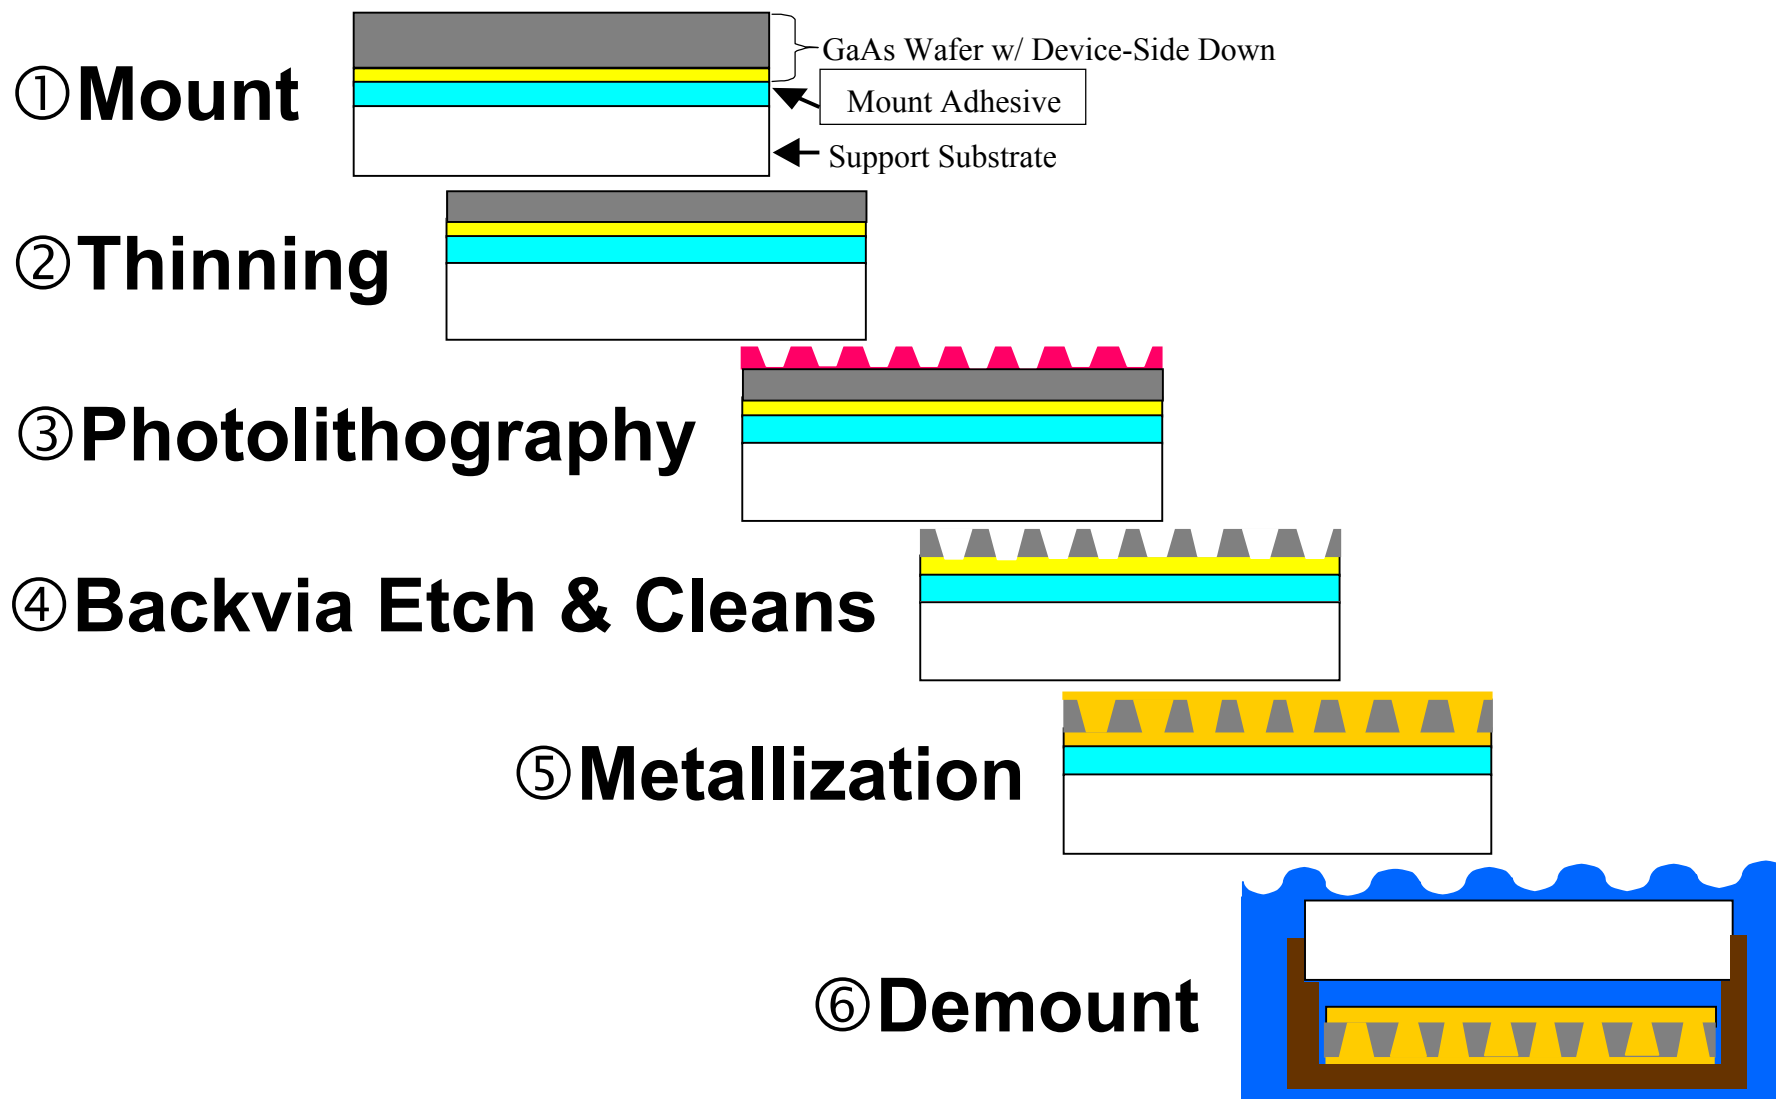 ①Mount
GaAs Wafer w/ Device-Side Down
Mount Adhesive
Support Substrate
②Thinning
③Photolithography
④Backvia Etch & Cleans
⑤Metallization
⑥Demount